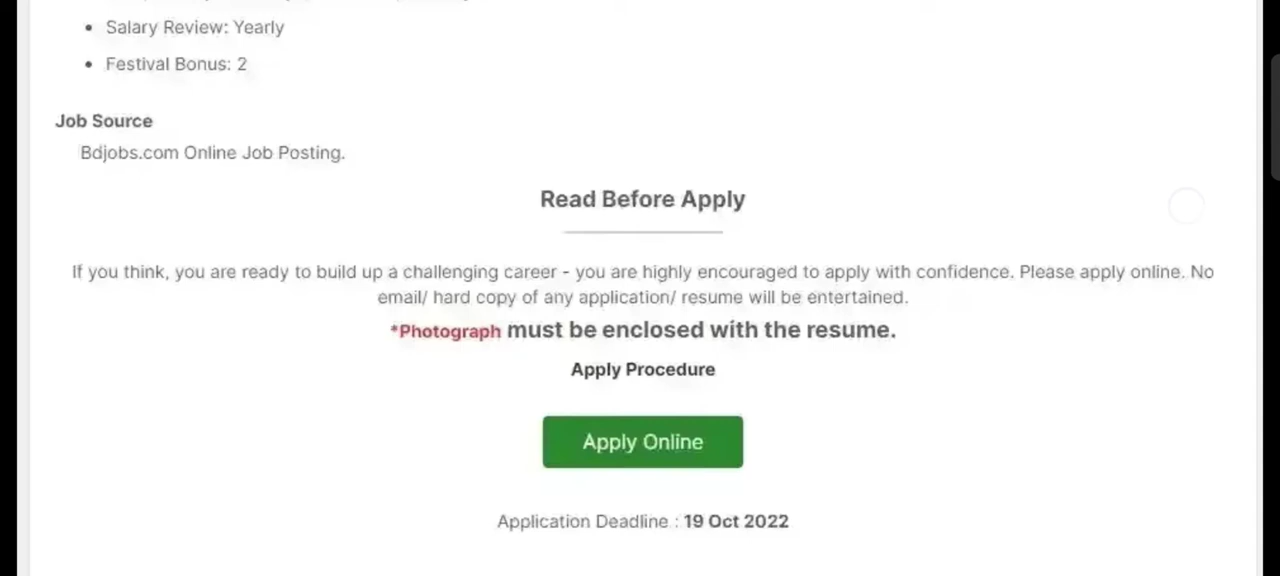 Salary Review: Yearly
Festival Bonus: 2
Job Source
Bdjobs.com Online Job Posting.
Read Before Apply
If you think, you are ready to build up a challenging career - you are highly encouraged to apply with confidence. Please apply online. No
email/ hard copy of any application/ resume will be entertained.
*Photograph must be enclosed with the resume.
Apply Procedure
Apply Online
Application Deadline : 19 Oct 2022